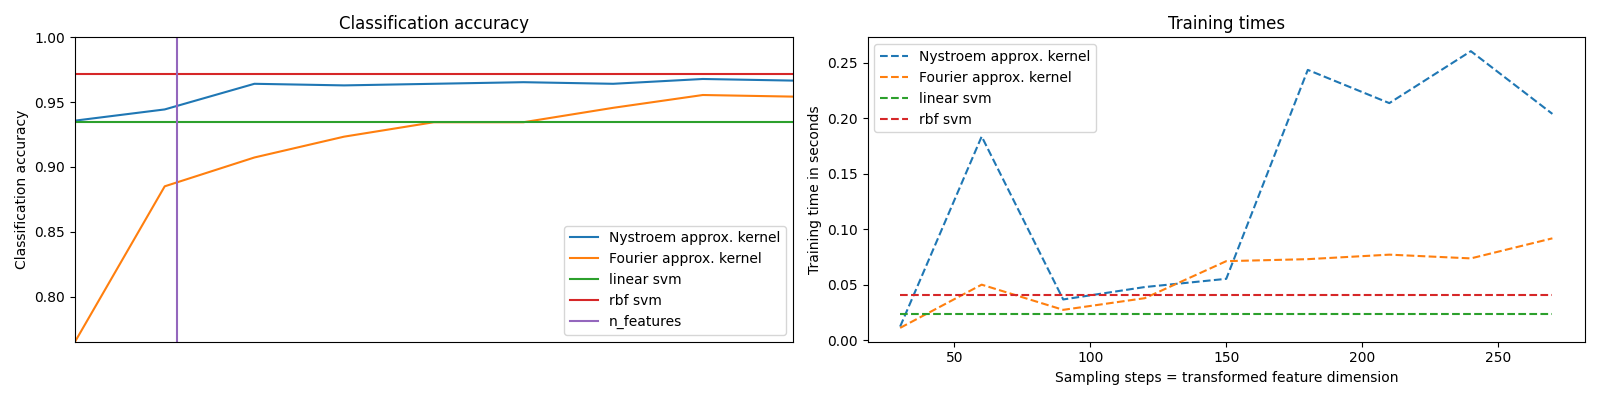 Classification accuracy
Classification accuracy
1.00
0.95
0.90
0.85
0.80
Nystroem approx. kernel
Fourier approx. kernel
linear svm
rbf svm
n_features
Training times
Training time in seconds
0.25
0.20
0.15
0.10
0.05
0.00
Nystroem approx. kernel
Fourier approx. kernel
linear svm
rbf svm
50
100
150
200
250
Sampling steps = transformed feature dimension